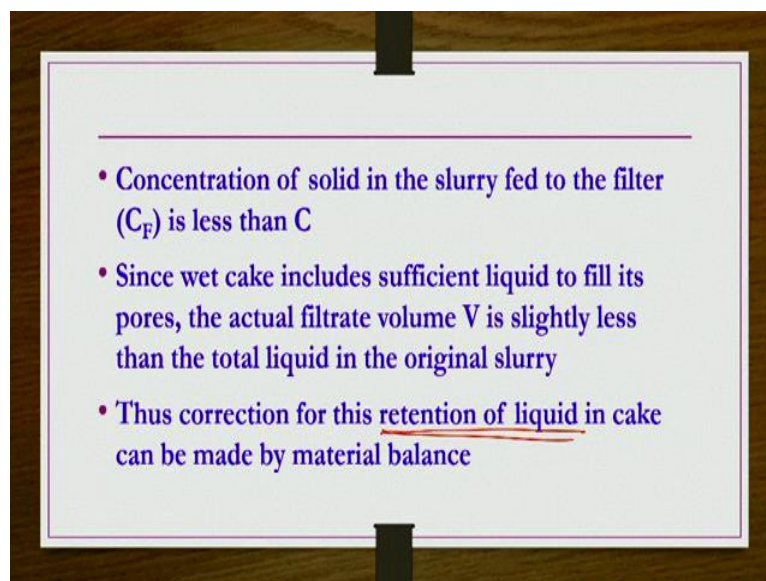 • Concentration of solid in the slurry fed to the filter
(C_F) is less than C
• Since wet cake includes sufficient liquid to fill its
pores, the actual filtrate volume V is slightly less
than the total liquid in the original slurry
• Thus correction for this retention of liquid in cake
can be made by material balance